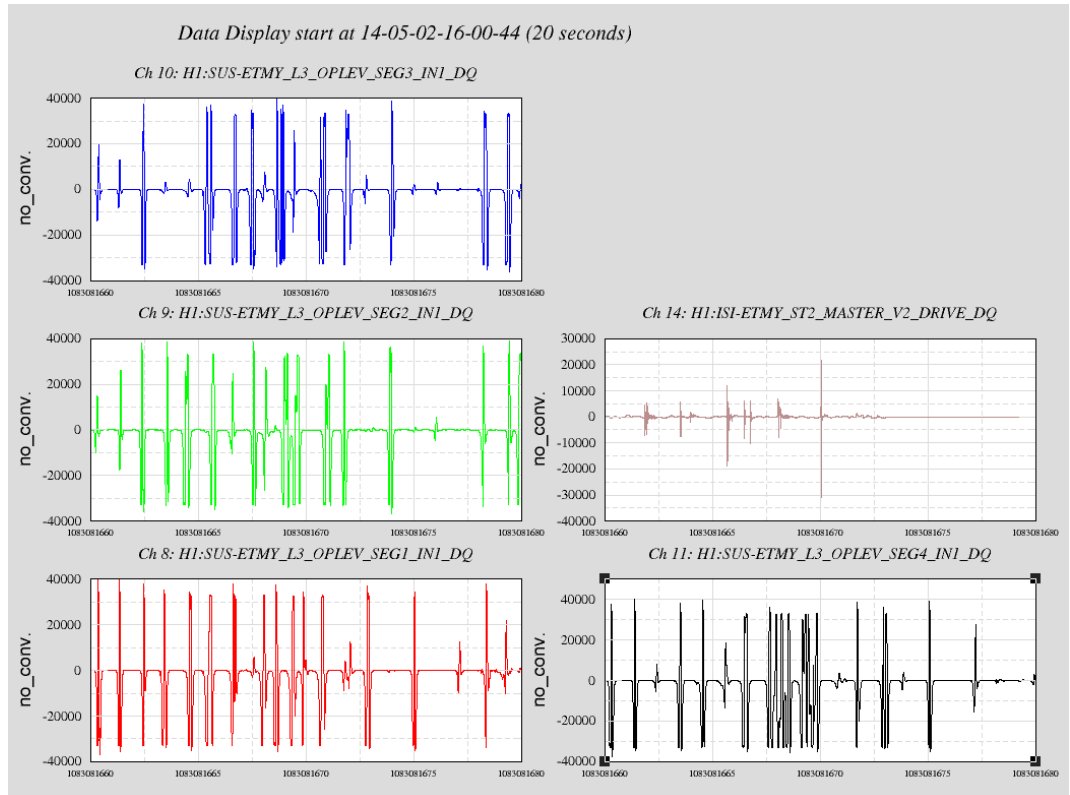 Data Display start at 14-05-02-16-00-44 (20 seconds)
Ch 10: H1:SUS-ETMY_L3_OPLEV_SEG3_IN1_DQ
no_conv.
40000
20000
0
-20000
-40000
1083081660 1083081665 1083081670 1083081675 1083081680
Ch 9: H1:SUS-ETMY_L3_OPLEV_SEG2_IN1_DQ
no_conv.
40000
20000
0
-20000
-40000
1083081660 1083081665 1083081670 1083081675 1083081680
Ch 14: H1:ISI-ETMY_ST2_MASTER_V2_DRIVE_DQ
no_conv.
30000
20000
10000
0
-10000
-20000
-30000
-40000
1083081660 1083081665 1083081670 1083081675 1083081680
Ch 8: H1:SUS-ETMY_L3_OPLEV_SEG1_IN1_DQ
no_conv.
40000
20000
0
-20000
-40000
1083081660 1083081665 1083081670 1083081675 1083081680
Ch 11: H1:SUS-ETMY_L3_OPLEV_SEG4_IN1_DQ
no_conv.
40000
20000
0
-20000
-40000
1083081660 1083081665 1083081670 1083081675 1083081680